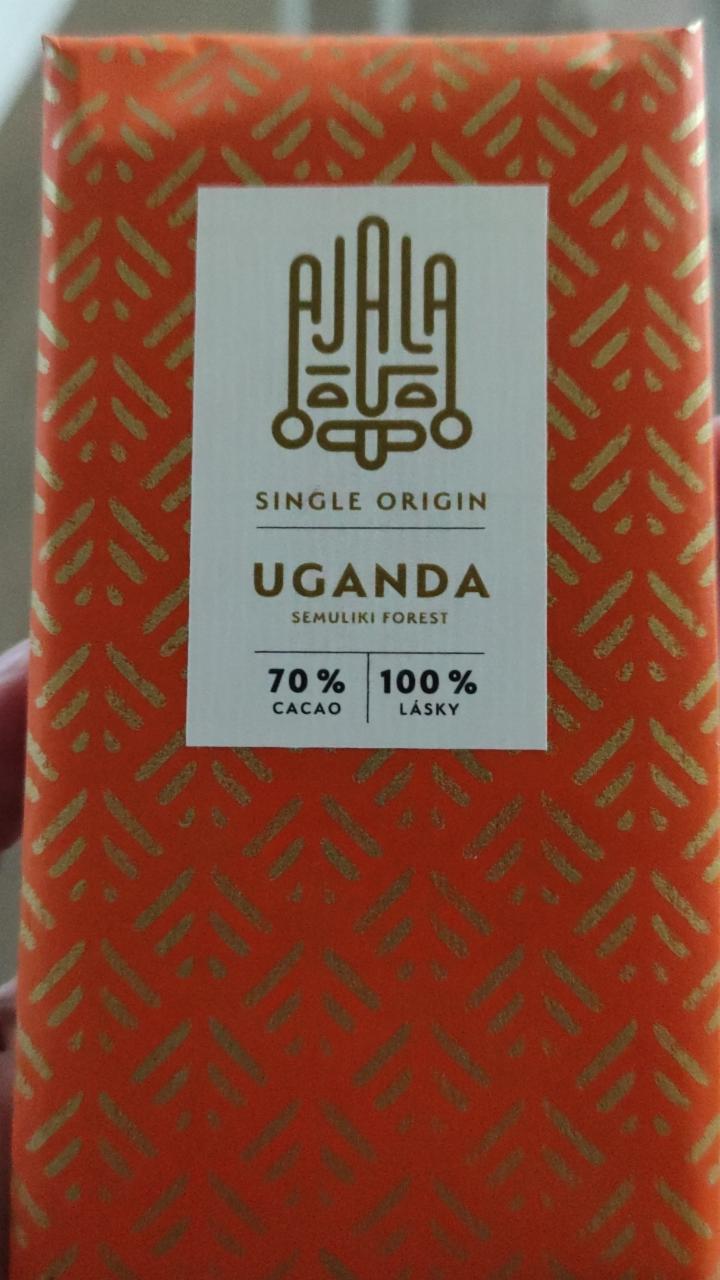 AJALA
SINGLE ORIGIN
UGANDA
SEMULIKI FOREST
70 % 100 %
CACAO LÁSKY